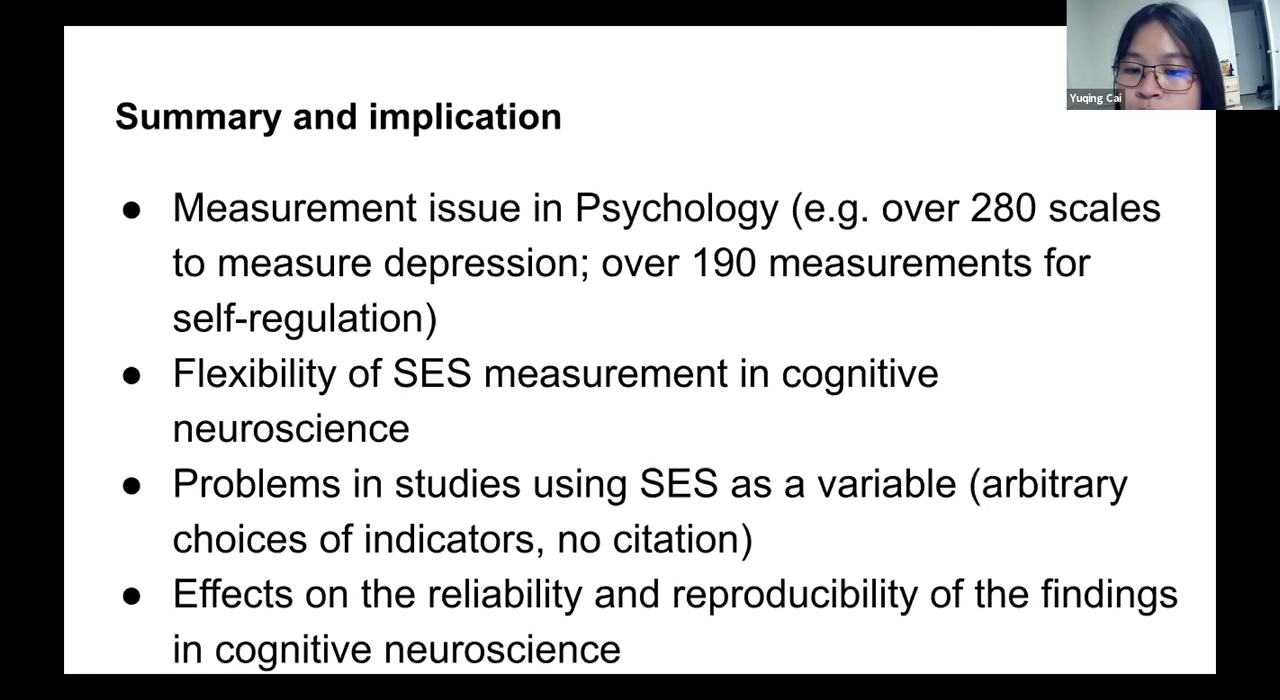 Yuqing Cai
Summary and implication
● Measurement issue in Psychology (e.g. over 280 scales
to measure depression; over 190 measurements for
self-regulation)
● Flexibility of SES measurement in cognitive
neuroscience
● Problems in studies using SES as a variable (arbitrary
choices of indicators, no citation)
● Effects on the reliability and reproducibility of the findings
in cognitive neuroscience